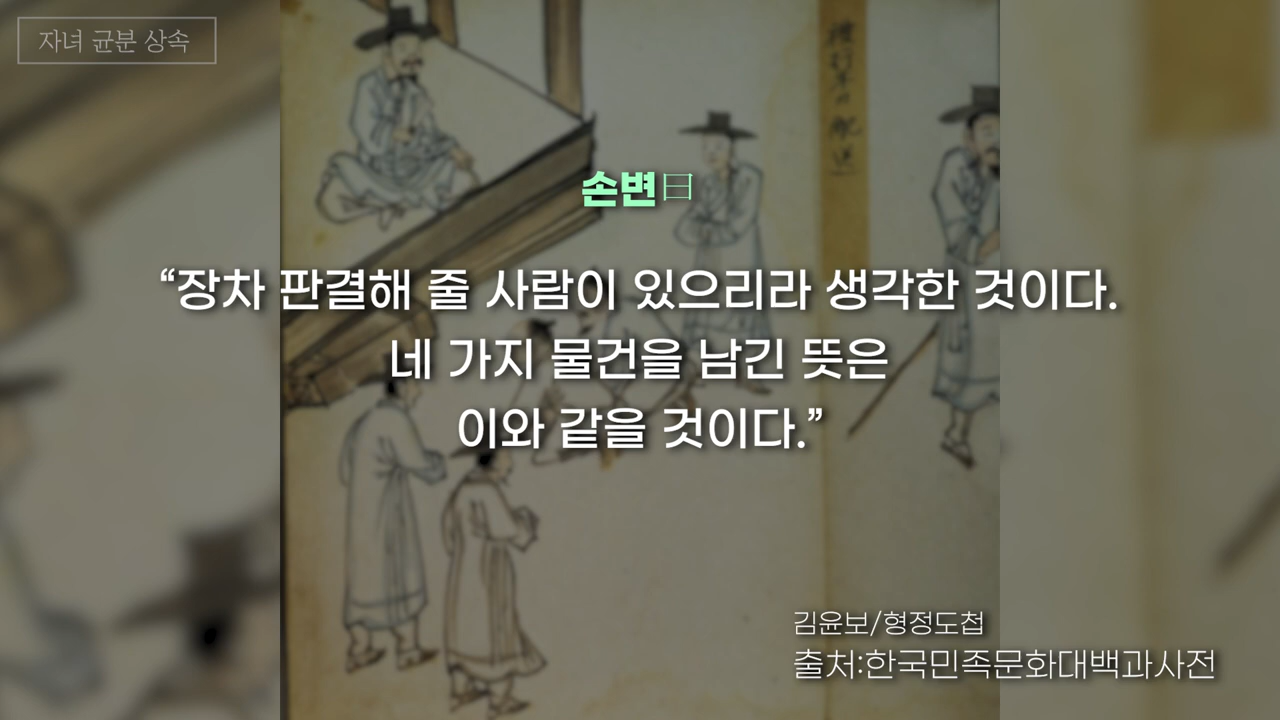 자녀 균분 상속
손변曰
“장차 판결해 줄 사람이 있으리라 생각한 것이다.
네 가지 물건을 남긴 뜻은
이와 같을 것이다.”
김윤보/형정도첩
출처:한국민족문화대백과사전